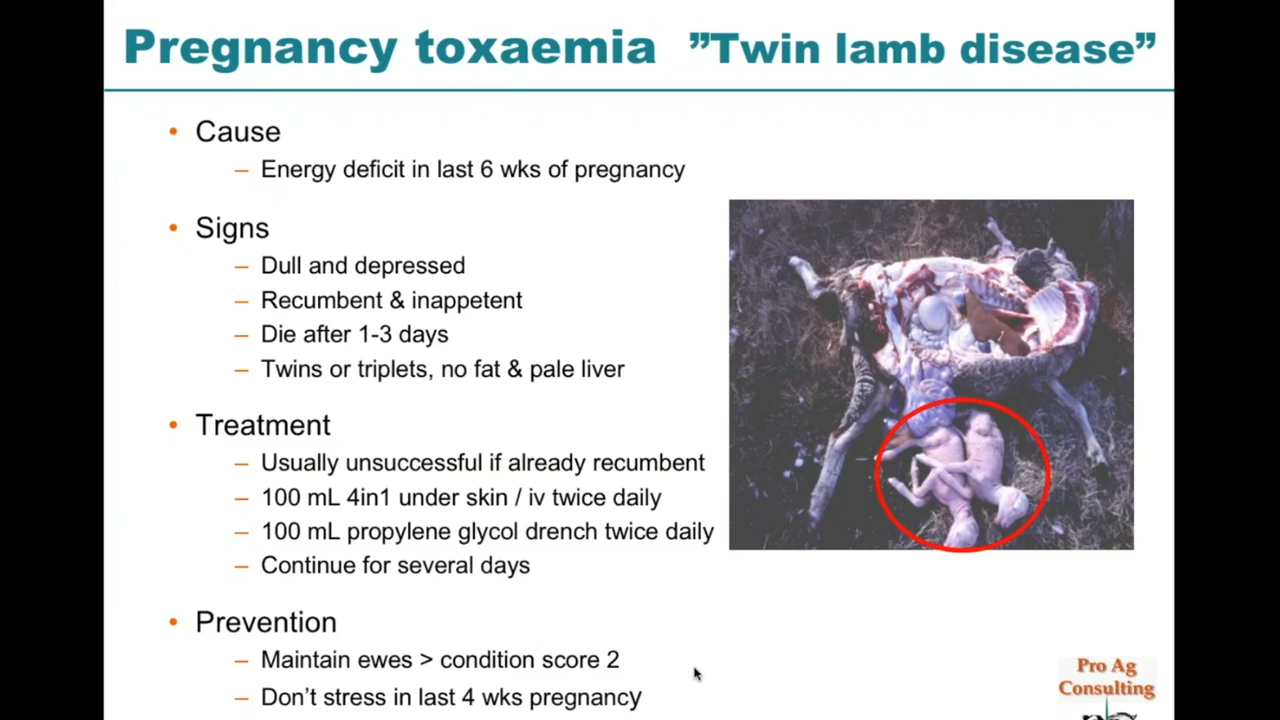 Pregnancy toxaemia ”Twin lamb disease”
• Cause
– Energy deficit in last 6 wks of pregnancy
• Signs
– Dull and depressed
– Recumbent & inappetent
– Die after 1-3 days
– Twins or triplets, no fat & pale liver
• Treatment
– Usually unsuccessful if already recumbent
– 100 mL 4in1 under skin / iv twice daily
– 100 mL propylene glycol drench twice daily
– Continue for several days
• Prevention
– Maintain ewes > condition score 2
– Don’t stress in last 4 wks pregnancy
Pro Ag
Consulting